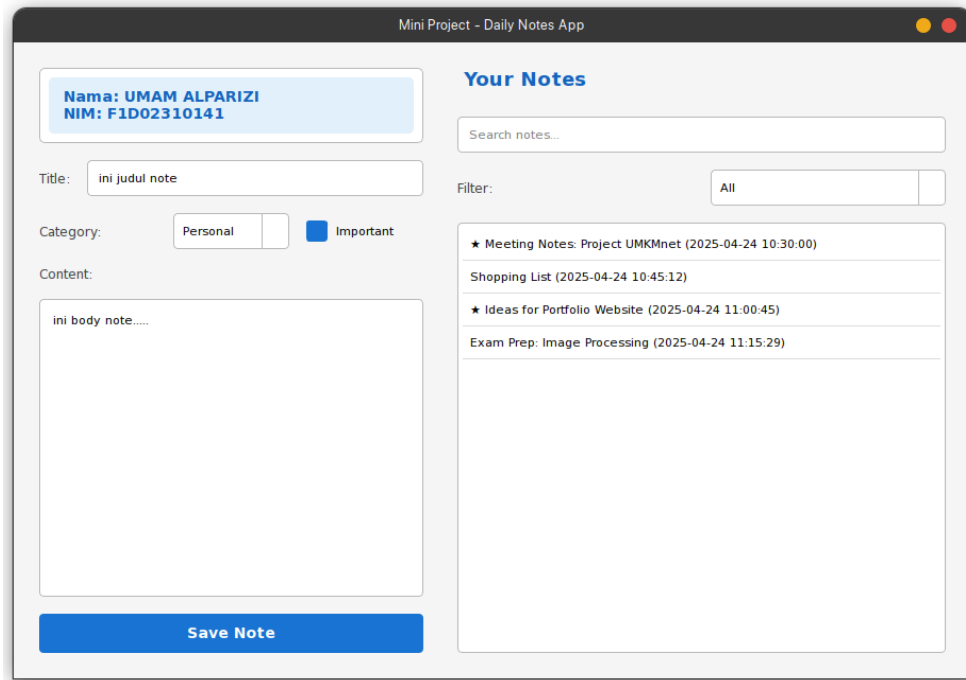 Mini Project - Daily Notes App
Nama: UMAM ALPARIZI
NIM: F1D02310141
Title:
ini judul note
Category:
Personal
Important
Content:
ini body note.....
Save Note
Your Notes
Search notes...
Filter:
All
★ Meeting Notes: Project UMKMnet (2025-04-24 10:30:00)
Shopping List (2025-04-24 10:45:12)
★ Ideas for Portfolio Website (2025-04-24 11:00:45)
Exam Prep: Image Processing (2025-04-24 11:15:29)